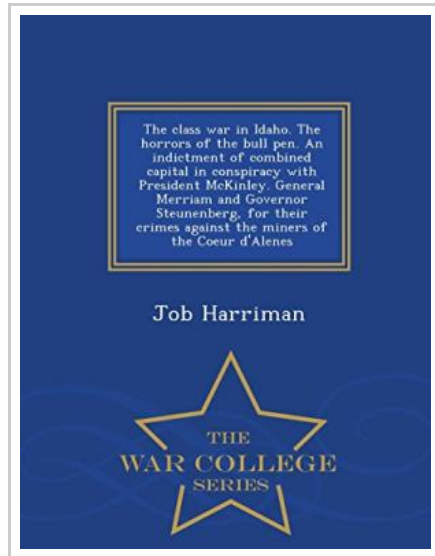 The class war in Idaho. The
horrors of the bull pen. An
indictment of combined
capital in conspiracy with
President McKinley. General
Merriam and Governor
Steunenberg, for their
crimes against the miners of
the Coeur d'Alenes
Job Harriman
THE
WAR COLLEGE
SERIES